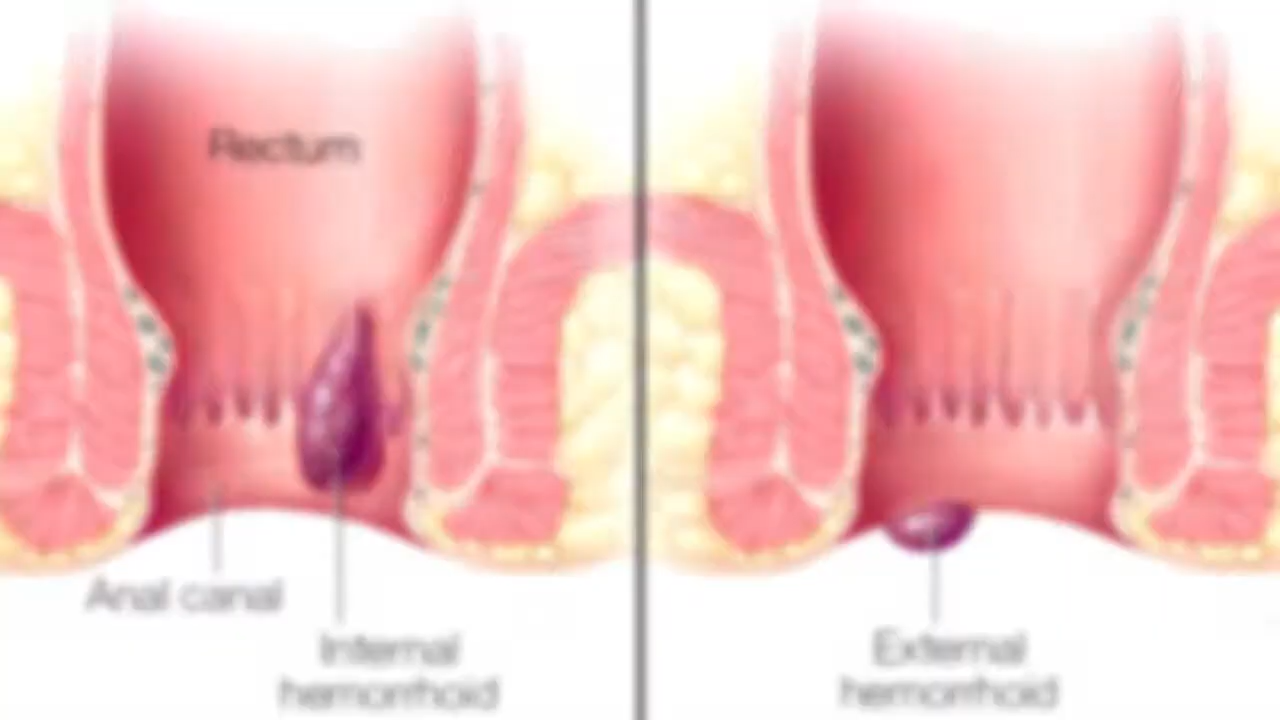 Rectum
Anal canal
Internal
hemorrhoid
External
hemorrhoid